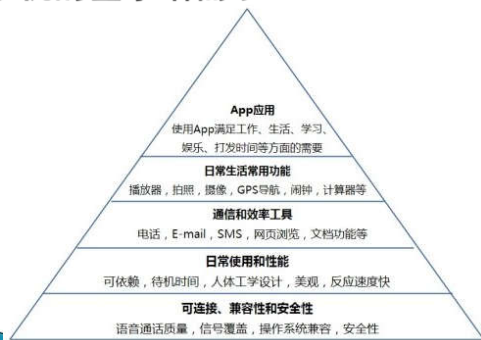 App应用
使用App满足工作、生活、学习、
娱乐、打发时间等方面的需要
日常生活常用功能
播放器，拍照，摄像，GPS导航，闹钟，计算器等
通信和效率工具
电话，E-mail，SMS，网页浏览，文档功能等
日常使用和性能
可依赖，待机时间，人体工学设计，美观，反应速度快
可连接、兼容性和安全性
语音通话质量，信号覆盖，操作系统兼容，安全性